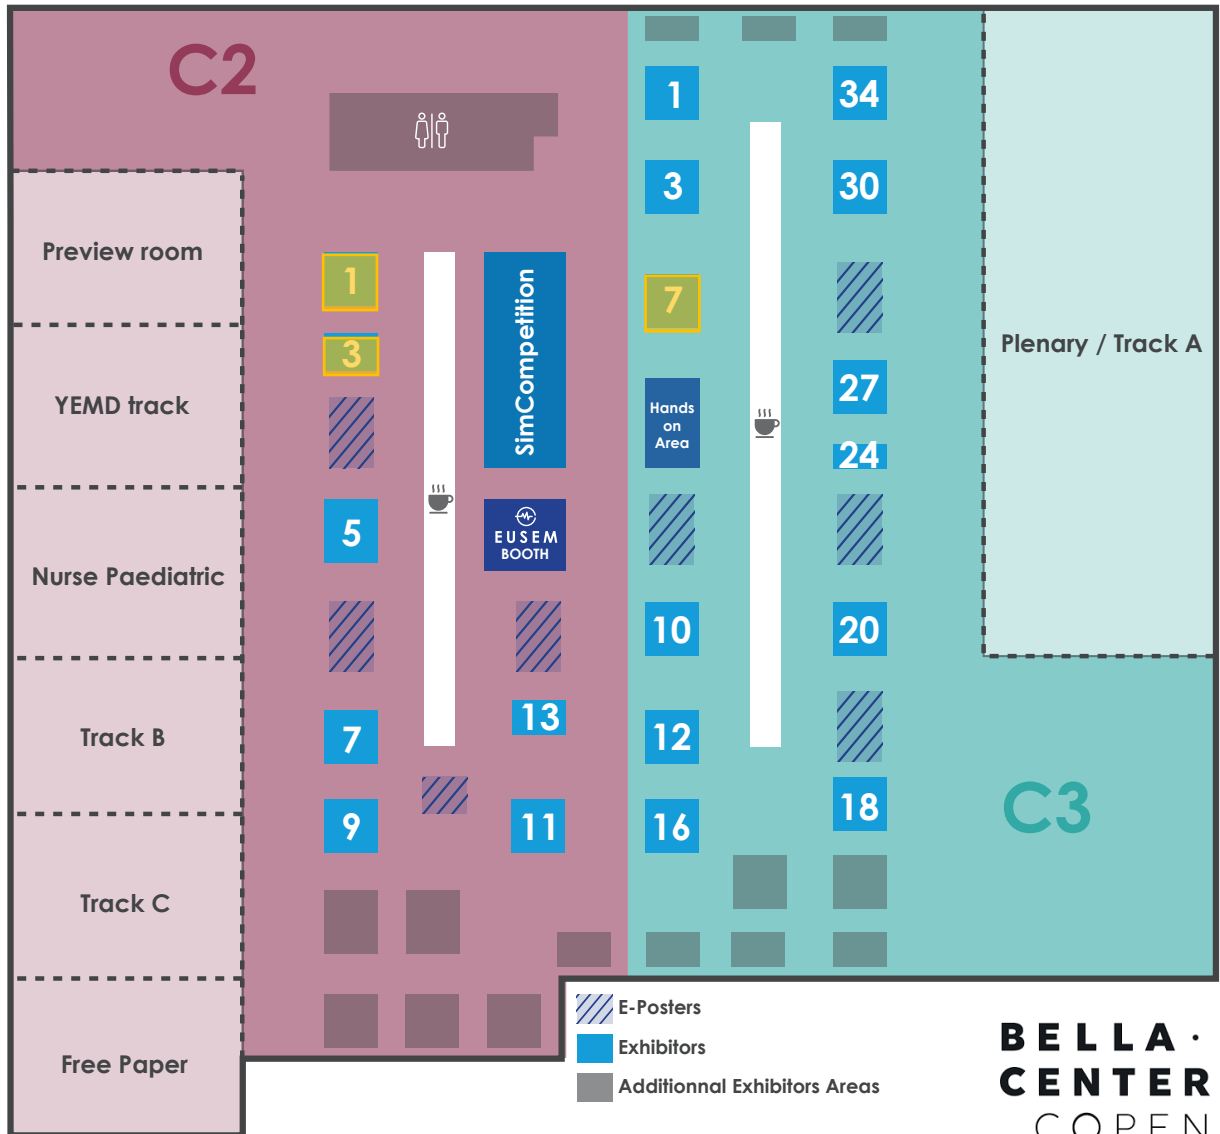 C2
1
34
3
30
Preview room
1
SimCompetition
7
Plenary / Track A
3
27
YEMD track
Hands
on
Area
24
5
EUSEM
BOOTH
Nurse Paediatric
10
20
13
Track B
7
12
9
11
16
18
C3
Track C
E-Posters
Exhibitors
Free Paper
Additionnal Exhibitors Areas
BELLA·
CENTER
COPEN